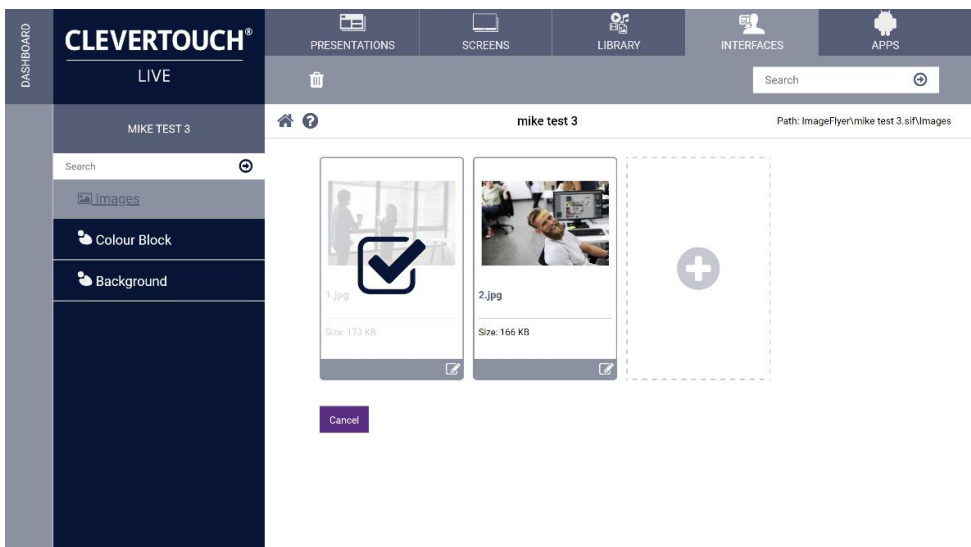 DASHBOARD
CLEVERTOUCH®
LIVE
PRESENTATIONS
SCREENS
LIBRARY
INTERFACES
APPS
Search
MIKE TEST 3
mike test 3
Path: ImageFlyer\mike test 3.sif\Images
Search
Images
Colour Block
Background
1.jpg
Size: 173 KB
2.jpg
Size: 166 KB
Cancel